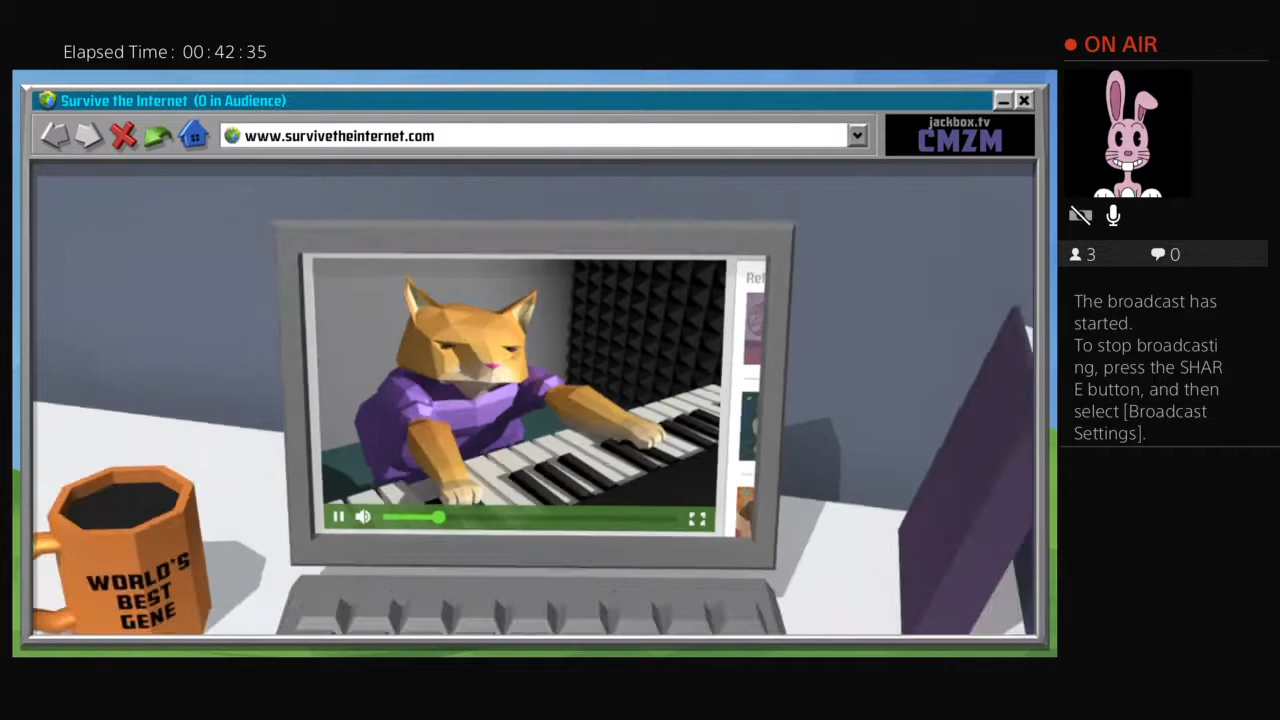 Elapsed Time: 00:42:35
ON AIR
Survive the Internet (0 in Audience)
www.survivetheinternet.com
jackbox.tv
CMZM
3
0
The broadcast has
started.
To stop broadcasti
ng, press the SHAR
E button, and then
select [Broadcast
Settings].
WORLD'S
BEST
GENE